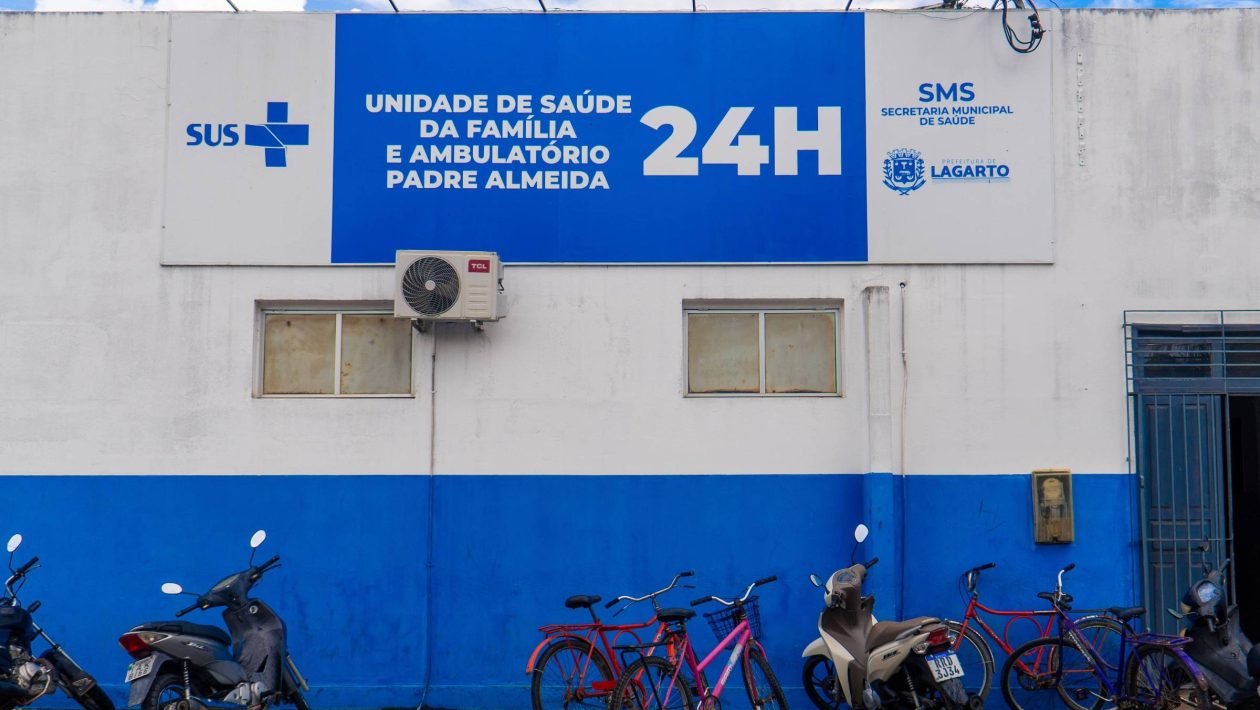 SUS
UNIDADE DE SAÚDE
DA FAMÍLIA
E AMBULATÓRIO
PADRE ALMEIDA
24H
SMS
SECRETARIA MUNICIPAL
DE SAÚDE
PREFEITURA DE
LAGARTO
TCL